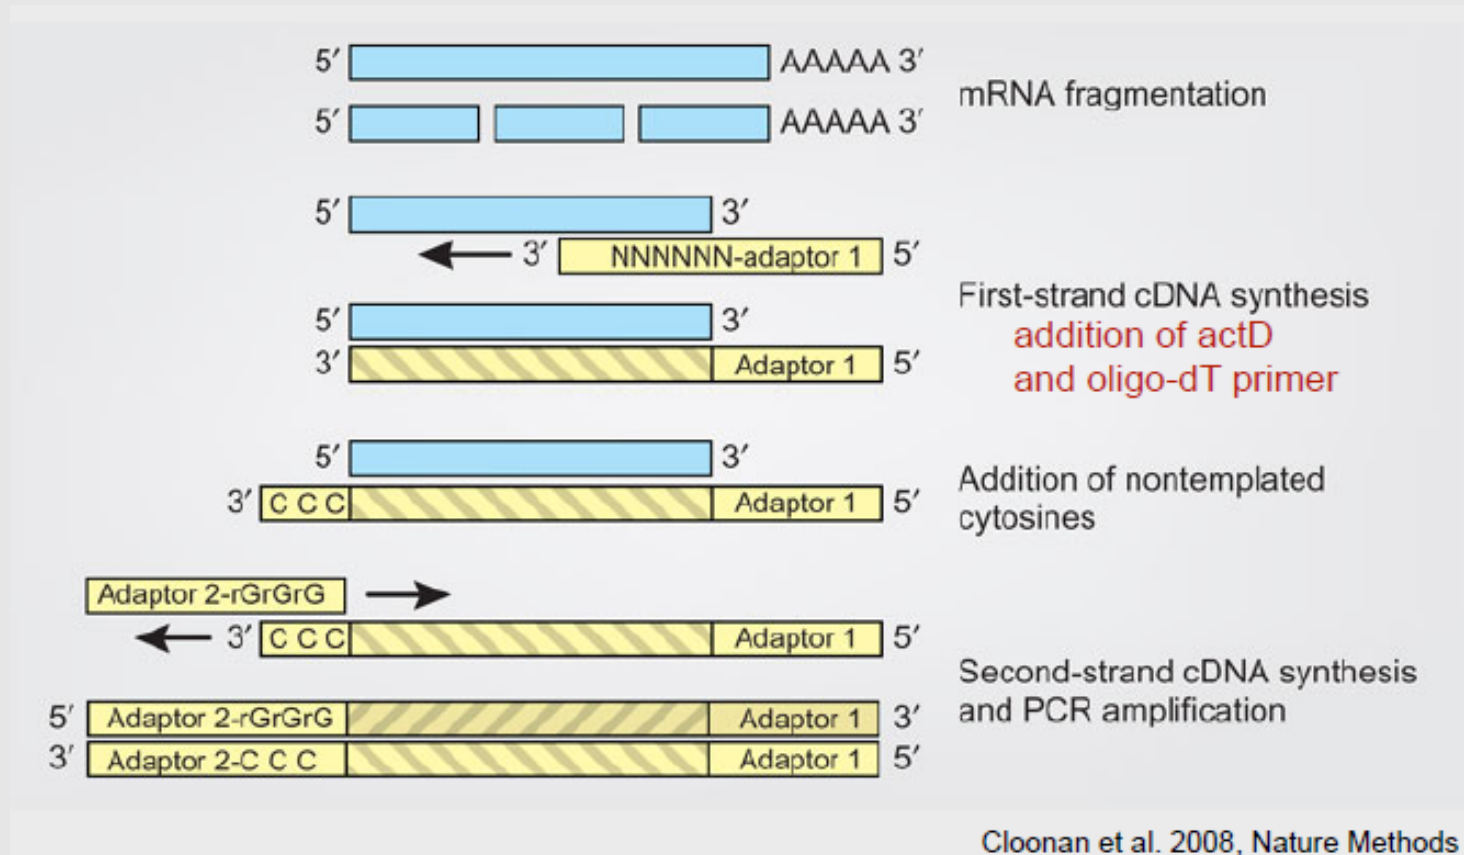 5′ AAAAA 3′
mRNA fragmentation
5′ AAAAA 3′
5′ 3′
3′ NNNNNN-adaptor 1 5′
First-strand cDNA synthesis
5′ 3′
addition of actD
3′ Adaptor 1 5′
and oligo-dT primer
5′ 3′
Addition of nontemplated
3′ C C C Adaptor 1 5′
cytosines
Adaptor 2-rGrGrG
3′ C C C Adaptor 1 5′
Second-strand cDNA synthesis
and PCR amplification
5′ Adaptor 2-rGrGrG Adaptor 1 3′
3′ Adaptor 2-C C C Adaptor 1 5′
Cloonan et al. 2008, Nature Methods